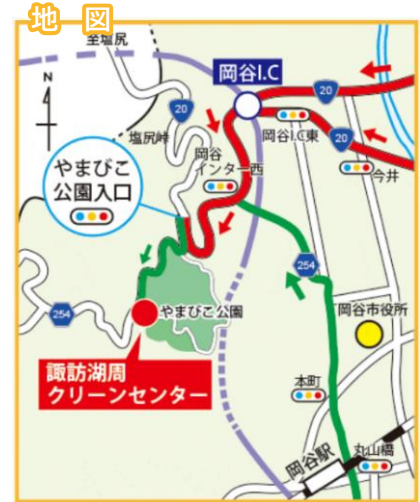 地 図
至塩尻
N
岡谷I.C
20
20
塩尻峠
岡谷I.C東
20
今井
岡谷
インター西
やまびこ
公園入口
254
254
やまびこ公園
岡谷市役所
諏訪湖周
クリーンセンター
本町
丸山橋
岡谷駅